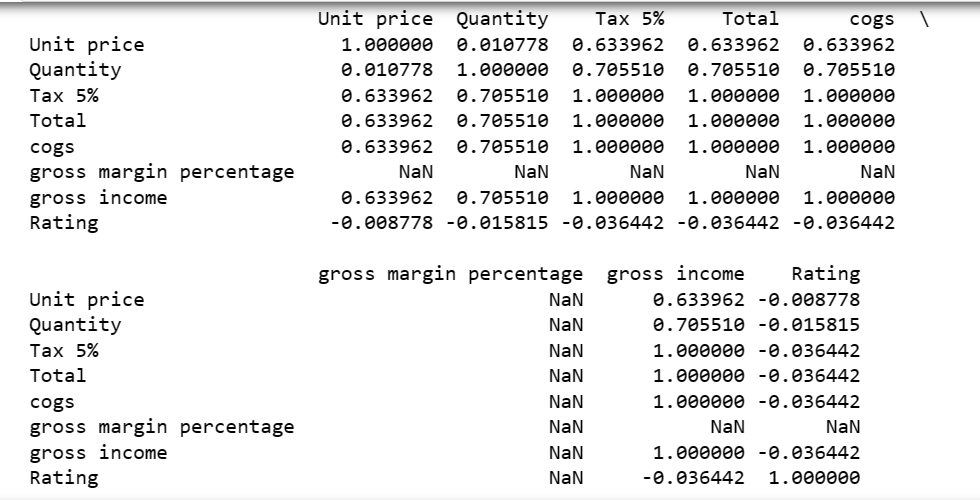 Unit price Quantity Tax 5% Total cogs \
Unit price 1.000000 0.010778 0.633962 0.633962 0.633962
Quantity 0.010778 1.000000 0.705510 0.705510 0.705510
Tax 5% 0.633962 0.705510 1.000000 1.000000 1.000000
Total 0.633962 0.705510 1.000000 1.000000 1.000000
cogs 0.633962 0.705510 1.000000 1.000000 1.000000
gross margin percentage NaN NaN NaN NaN NaN
gross income 0.633962 0.705510 1.000000 1.000000 1.000000
Rating -0.008778 -0.015815 -0.036442 -0.036442 -0.036442
gross margin percentage gross income Rating
Unit price NaN 0.633962 -0.008778
Quantity NaN 0.705510 -0.015815
Tax 5% NaN 1.000000 -0.036442
Total NaN 1.000000 -0.036442
cogs NaN 1.000000 -0.036442
gross margin percentage NaN NaN NaN
gross income NaN 1.000000 -0.036442
Rating NaN -0.036442 1.000000